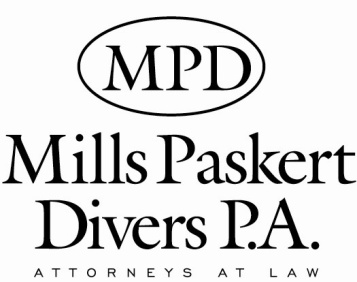 MPD
Mills Paskert
Divers P.A.
ATTORNEYS AT LAW